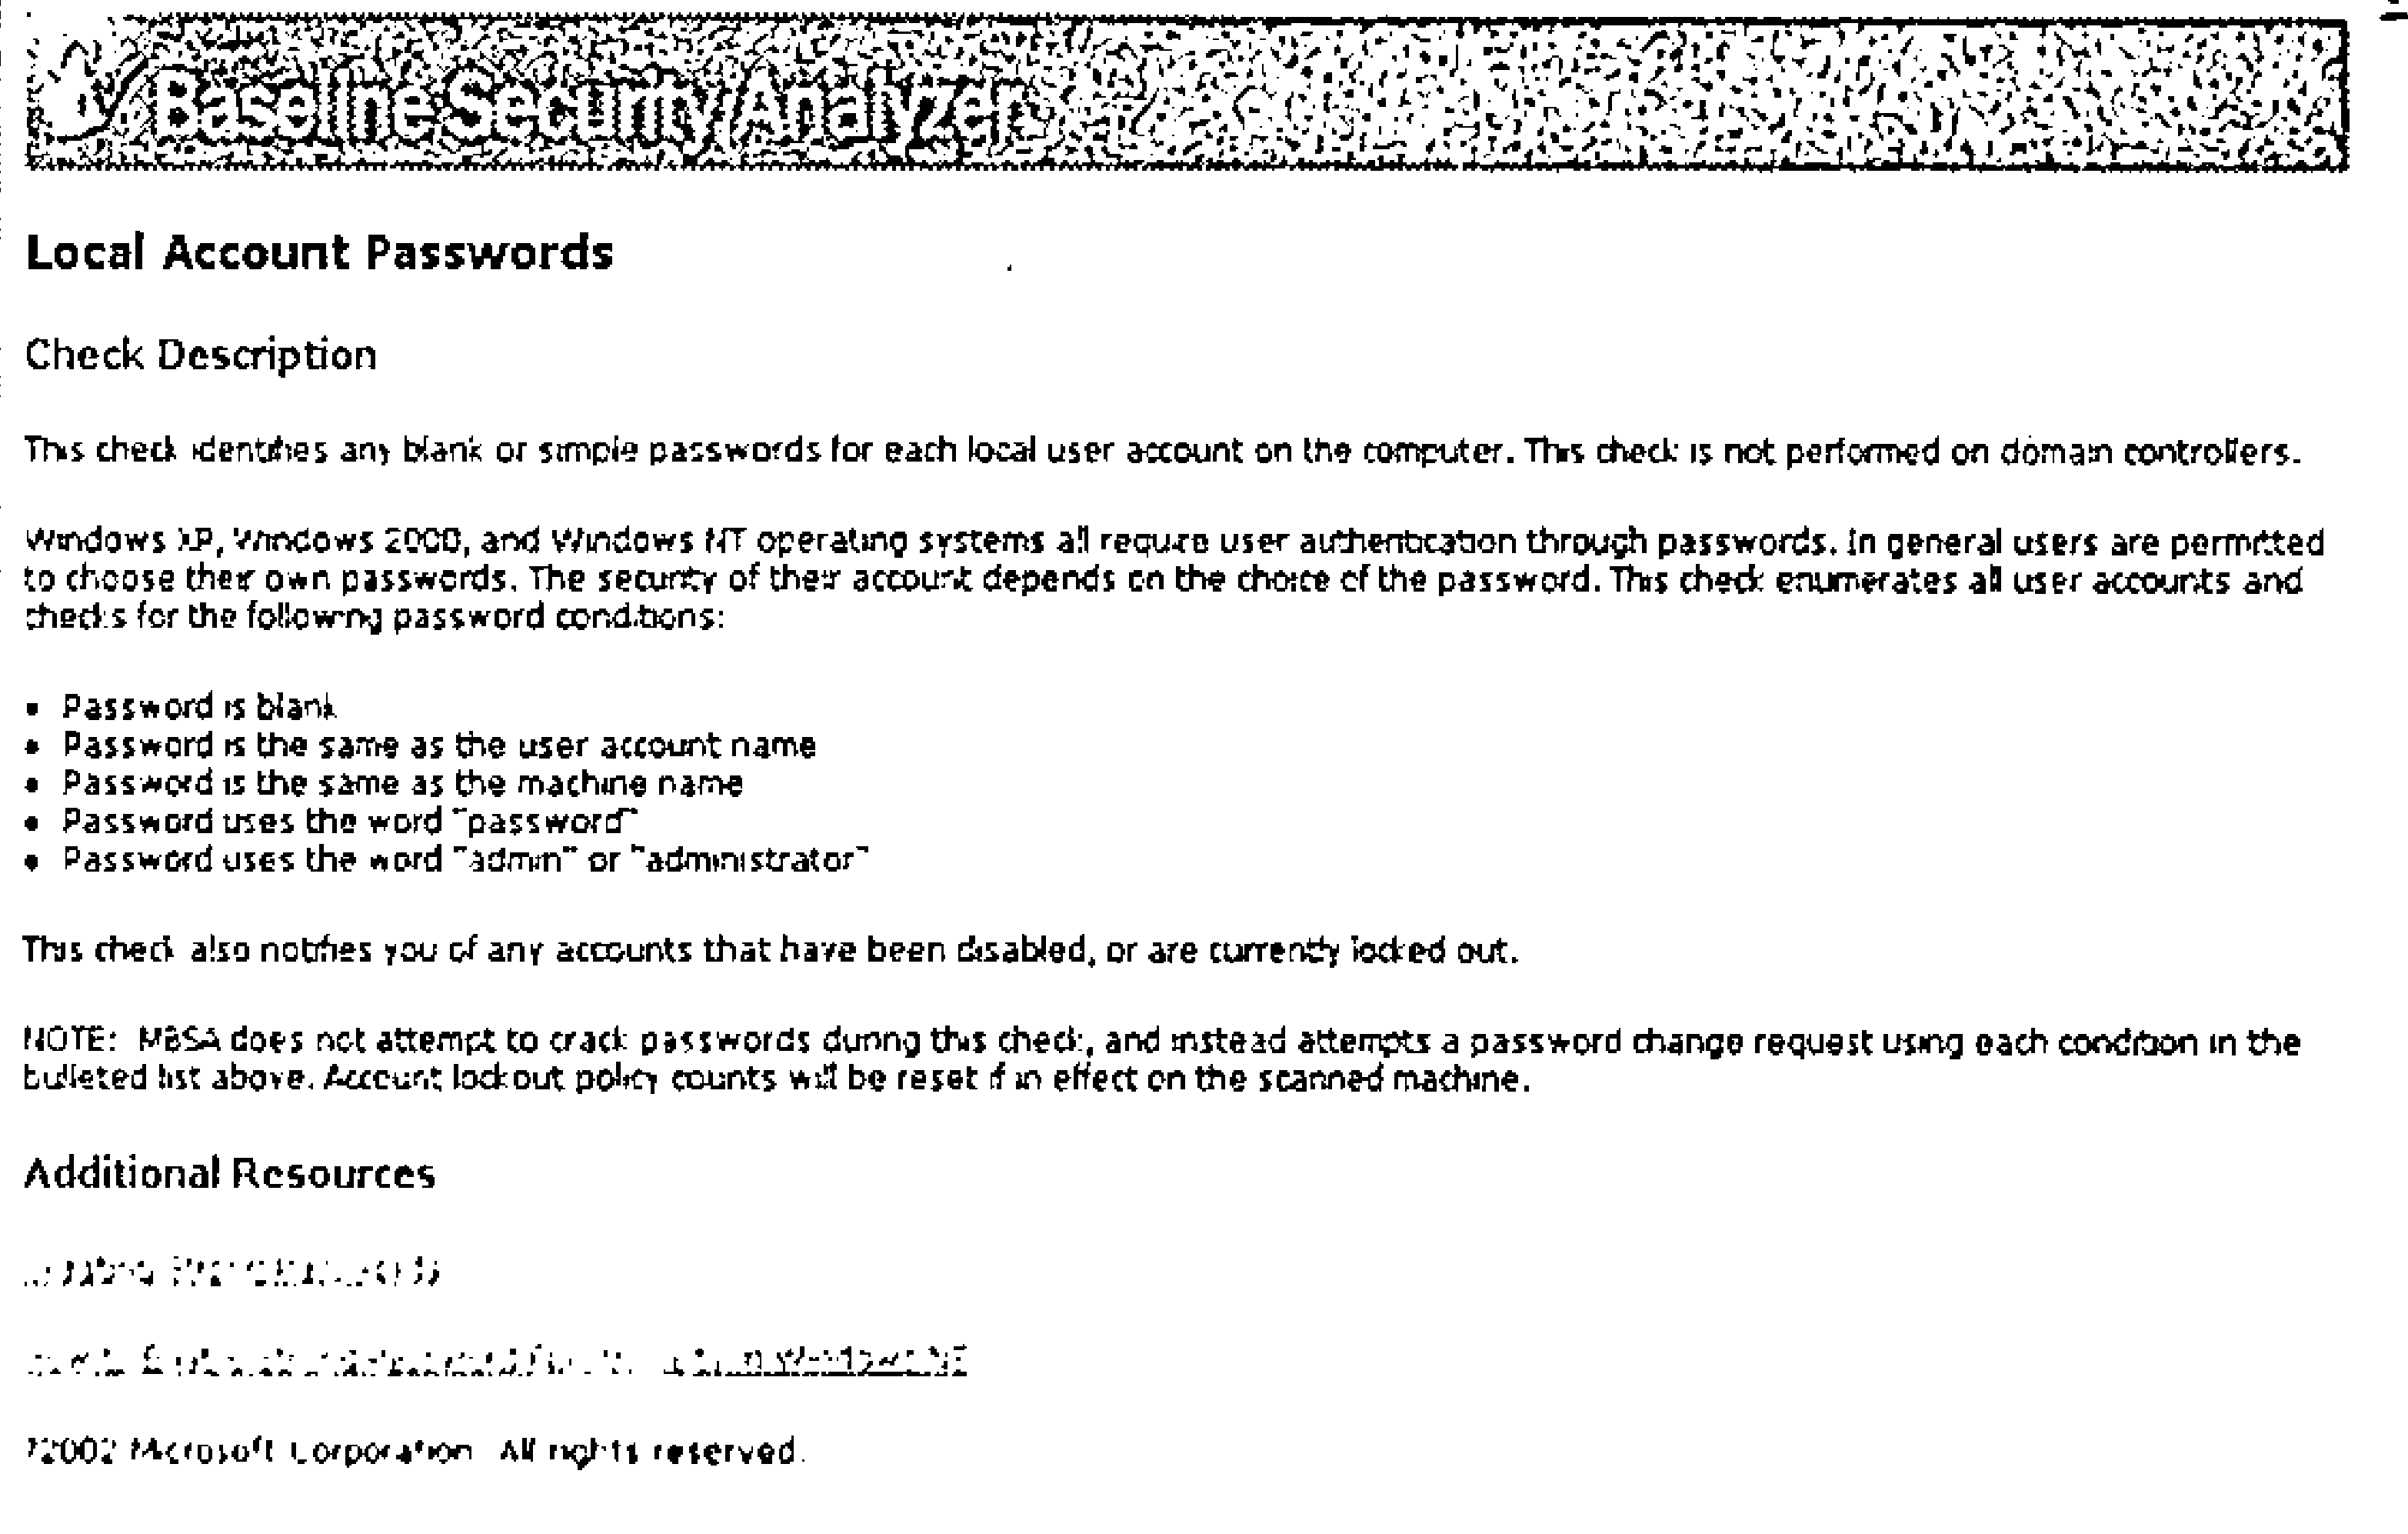 Baseline Security Analyzer
Local Account Passwords
Check Description
This check identifies any blank or simple passwords for each local user account on the computer. This check is not performed on domain controllers.
Windows XP, Windows 2000, and Windows NT operating systems all require user authentication through passwords. In general users are permitted
to choose their own passwords. The security of their account depends on the choice of the password. This check enumerates all user accounts and
checks for the following password conditions:
• Password is blank
• Password is the same as the user account name
• Password is the same as the machine name
• Password uses the word "password"
• Password uses the word "admin" or "administrator"
This check also notifies you of any accounts that have been disabled, or are currently locked out.
NOTE: MBSA does not attempt to crack passwords during this check, and instead attempts a password change request using each condition in the
bulleted list above. Account lockout policy counts will be reset if in effect on the scanned machine.
Additional Resources
2002 Microsoft Corporation. All rights reserved.